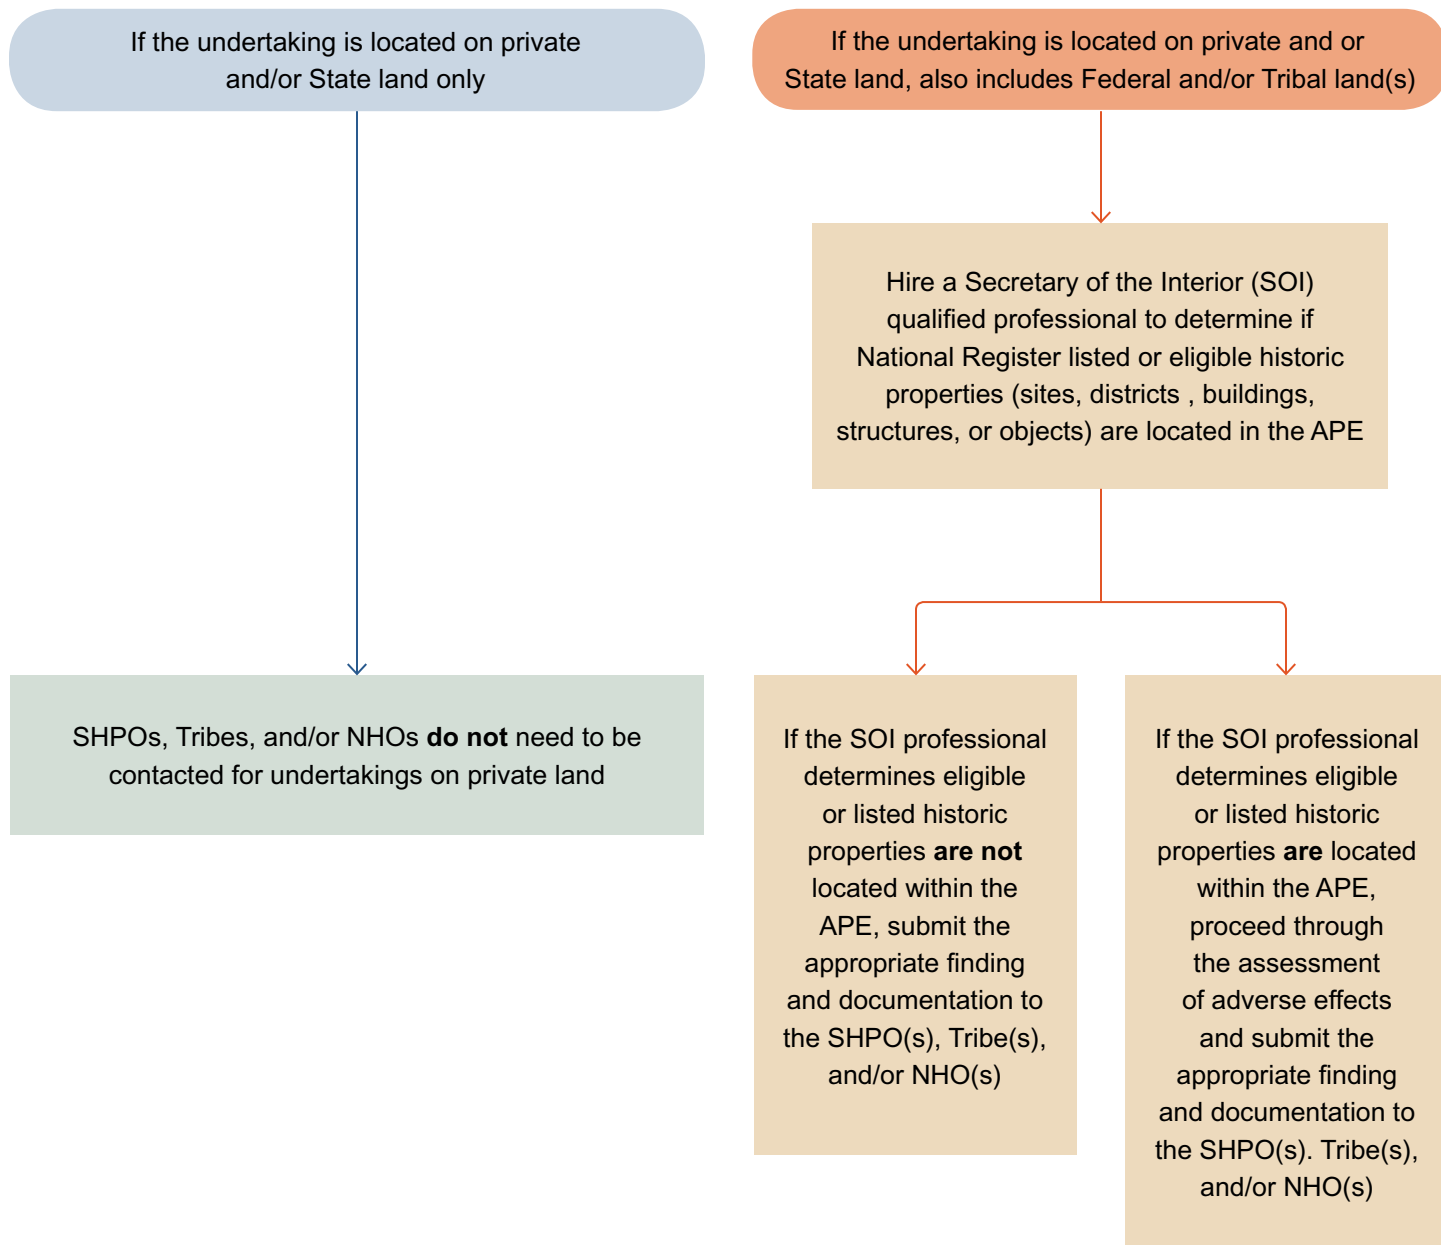 If the undertaking is located on private
and/or State land only
If the undertaking is located on private and or
State land, also includes Federal and/or Tribal land(s)
Hire a Secretary of the Interior (SOI)
qualified professional to determine if
National Register listed or eligible historic
properties (sites, districts , buildings,
structures, or objects) are located in the APE
SHPOs, Tribes, and/or NHOs do not need to be
contacted for undertakings on private land
If the SOI professional
determines eligible
or listed historic
properties are not
located within the
APE, submit the
appropriate finding
and documentation to
the SHPO(s), Tribe(s),
and/or NHO(s)
If the SOI professional
determines eligible
or listed historic
properties are located
within the APE,
proceed through
the assessment
of adverse effects
and submit the
appropriate finding
and documentation to
the SHPO(s). Tribe(s),
and/or NHO(s)